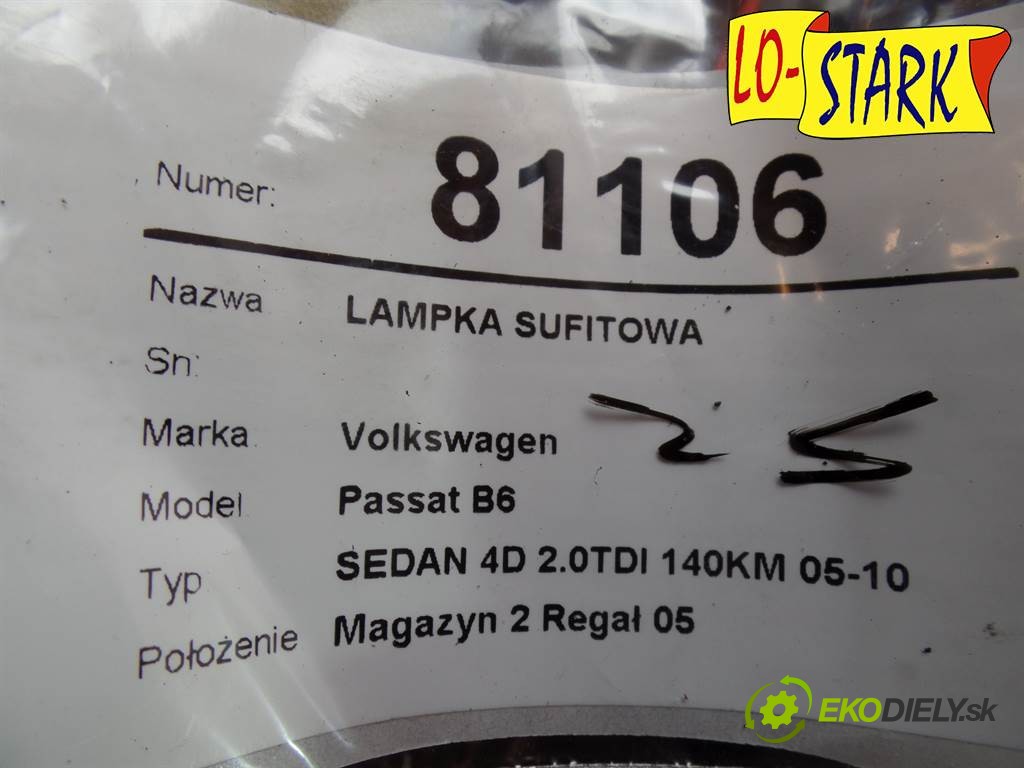 LO-STARK
Numer: 81106
Nazwa LAMPKA SUFITOWA
Sn:
Marka Volkswagen 25
Model Passat B6
Typ SEDAN 4D 2.0TDI 140KM 05-10
Położenie Magazyn 2 Regał 05
EKODIELY.sk